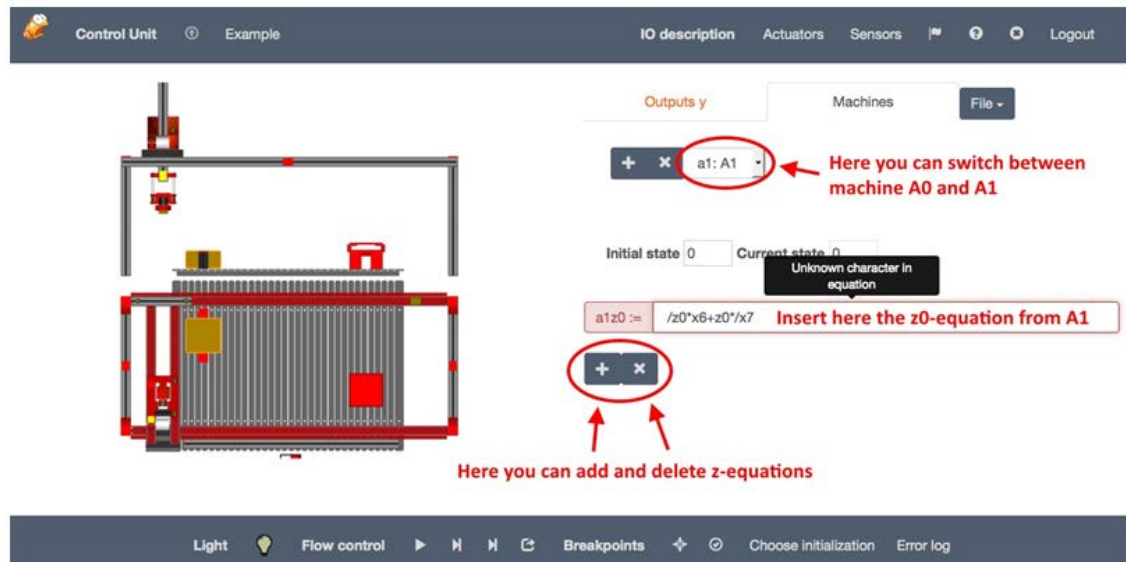 Control Unit Example IO description Actuators Sensors Logout
Outputs y Machines File
a1: A1
Here you can switch between
machine A0 and A1
Initial state 0 Current state 0
Unknown character in
equation
a1z0 := /z0*x6+z0*/x7 Insert here the z0-equation from A1
Here you can add and delete z-equations
Light Flow control Breakpoints Choose initialization Error log